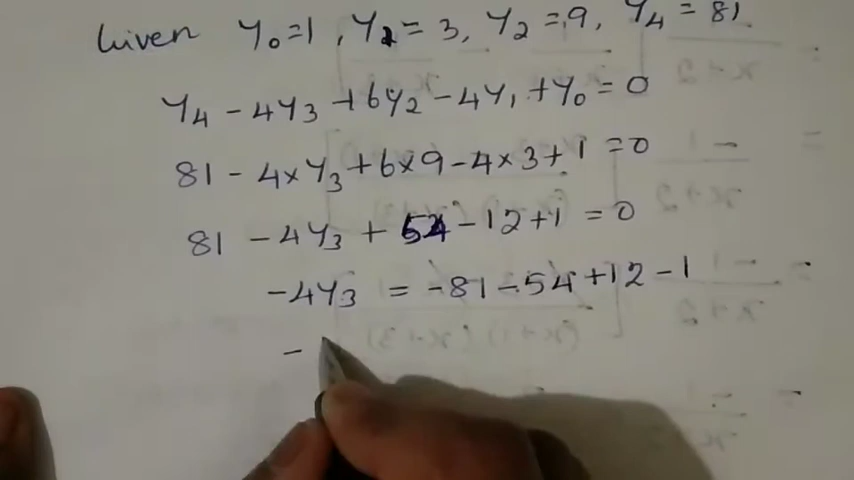 Given y₀=1, y₂=3, y₂=9, y₄=81
y₄ - 4y₃ + 6y₂ - 4y₁ + y₀ = 0
81 - 4×y₃ + 6×9 - 4×3 + 1 = 0
81 - 4y₃ + 54 - 12 + 1 = 0
-4y₃ = -81 - 54 + 12 - 1
-